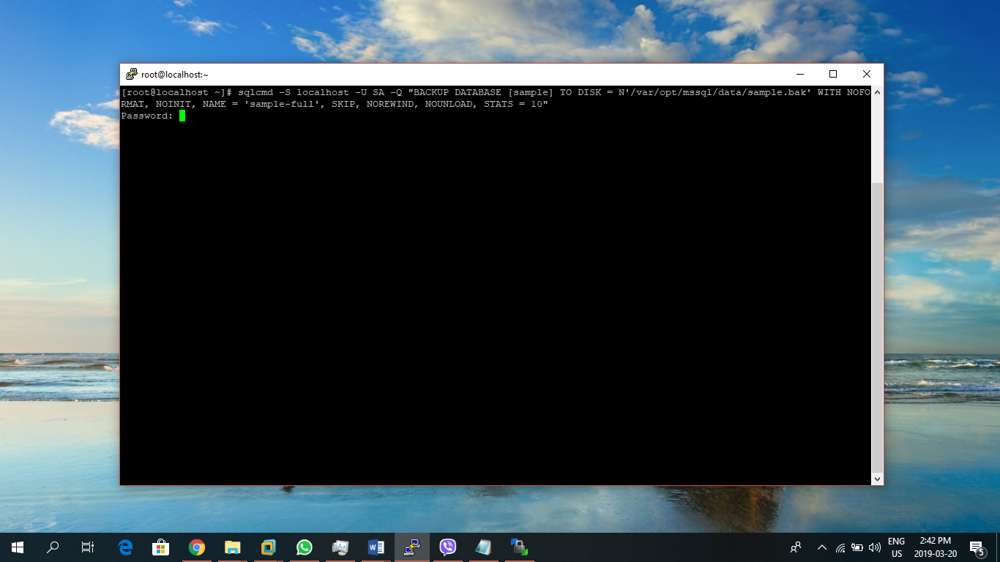 root@localhost:~
[root@localhost ~]# sqlcmd -S localhost -U SA -Q "BACKUP DATABASE [sample] TO DISK = N'/var/opt/mssql/data/sample.bak' WITH NOFO
RMAT, NOINIT, NAME = 'sample-full', SKIP, NOREWIND, NOUNLOAD, STATS = 10"
Password:
ENG
US
2:42 PM
2019-03-20
5